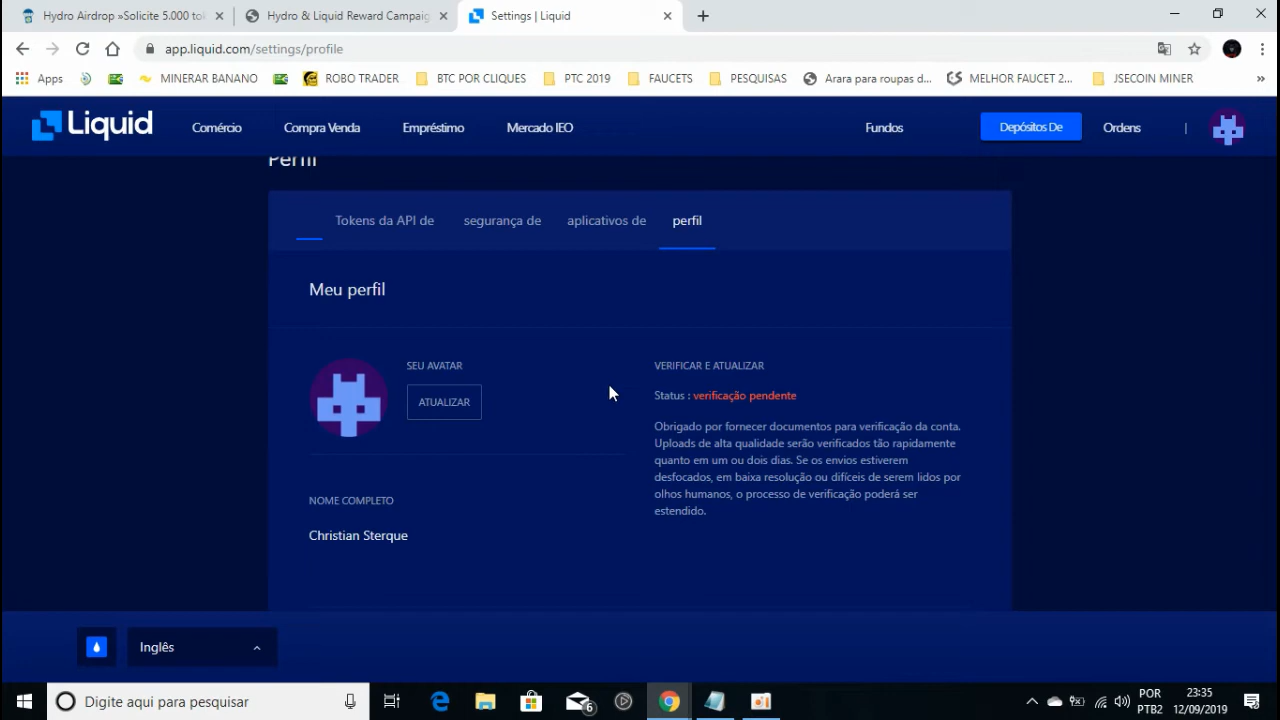 Hydro Airdrop »Solicite 5.000 tok
Hydro & Liquid Reward Campaig
Settings | Liquid
app.liquid.com/settings/profile
Apps
MINERAR BANANO
ROBO TRADER
BTC POR CLIQUES
PTC 2019
FAUCETS
PESQUISAS
Arara para roupas d...
MELHOR FAUCET 2...
JSECOIN MINER
»
Liquid
Comércio
Compra Venda
Empréstimo
Mercado IEO
Fundos
Depósitos De
Ordens
Perfil
Tokens da API de
segurança de
aplicativos de
perfil
Meu perfil
SEU AVATAR
ATUALIZAR
NOME COMPLETO
Christian Sterque
VERIFICAR E ATUALIZAR
Status : verificação pendente
Obrigado por fornecer documentos para verificação da conta.
Uploads de alta qualidade serão verificados tão rapidamente
quanto em um ou dois dias. Se os envios estiverem
desfocados, em baixa resolução ou difíceis de serem lidos por
olhos humanos, o processo de verificação poderá ser
estendido.
Inglês
Digite aqui para pesquisar
6
POR
PTB2
23:35
12/09/2019